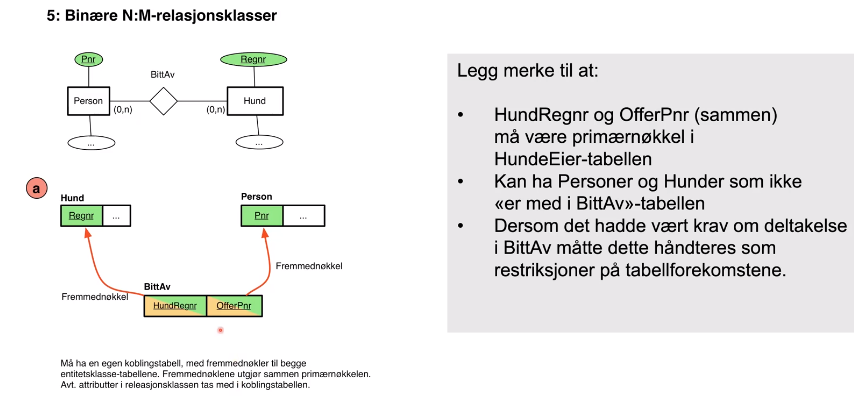 5: Binære N:M-relasjonsklasser
Pnr
Regnr
BittAv
Person
Hund
(0,n)
(0,n)
...
...
a
Hund
Person
Regnr
...
Pnr
...
Fremmednøkkel
Fremmednøkkel
BittAv
HundRegnr
OfferPnr
Må ha en egen koblingstabell, med fremmednøkler til begge
entitetsklasse-tabellene. Fremmednøklene utgjør sammen primærnøkkelen.
Avt. attributter i releasjonsklassen tas med i koblingstabellen.
Legg merke til at:
• HundRegnr og OfferPnr (sammen)
må være primærnøkkel i
HundeEier-tabellen
• Kan ha Personer og Hunder som ikke
«er med i BittAv»-tabellen
• Dersom det hadde vært krav om deltakelse
i BittAv måtte dette håndteres som
restriksjoner på tabellforekomstene.